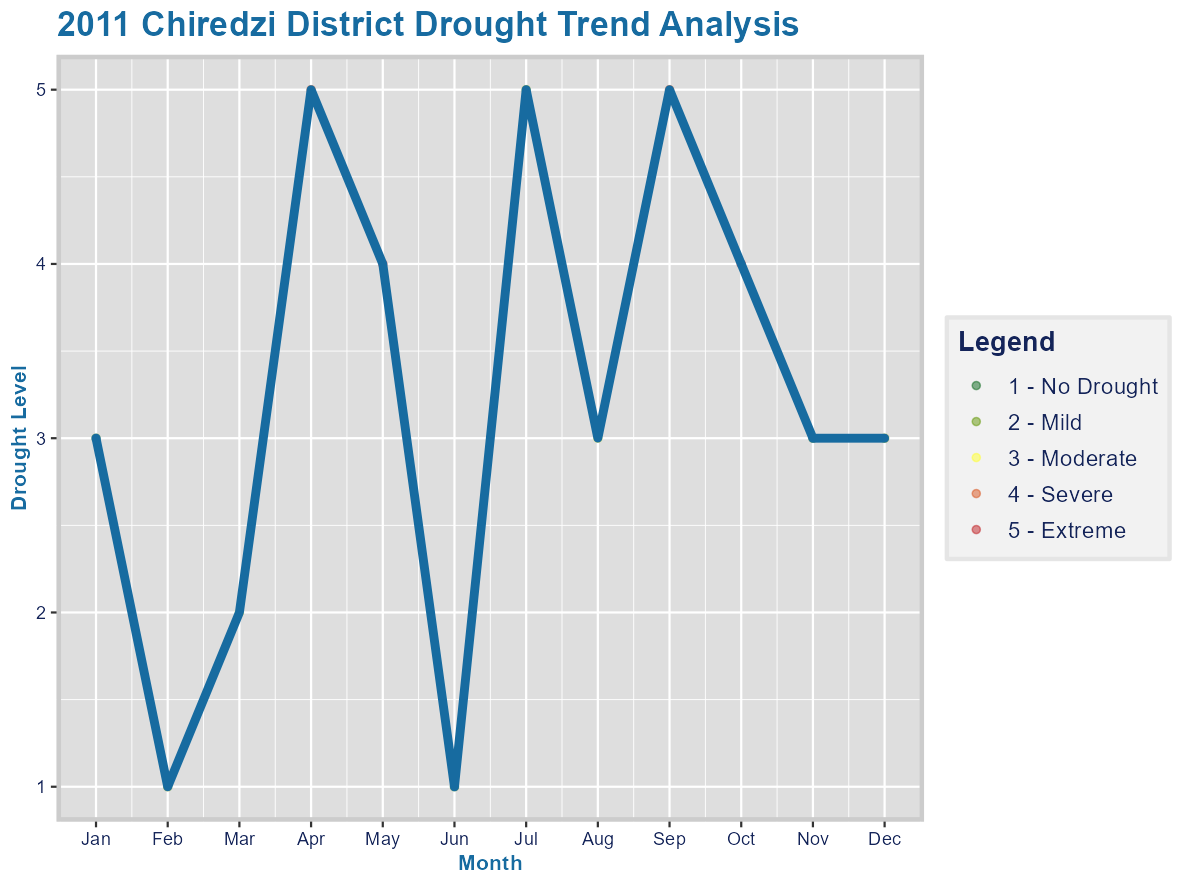 2011 Chiredzi District Drought Trend Analysis
Drought Level
5
4
3
2
1
Jan Feb Mar Apr May Jun Jul Aug Sep Oct Nov Dec
Month
Legend
1 - No Drought
2 - Mild
3 - Moderate
4 - Severe
5 - Extreme